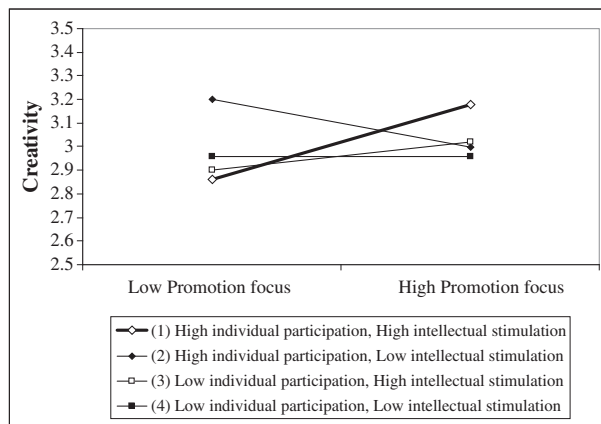 3.5
3.4
3.3
3.2
3.1
3
2.9
2.8
2.7
2.6
2.5
Creativity
Low Promotion focus High Promotion focus
(1) High individual participation, High intellectual stimulation
(2) High individual participation, Low intellectual stimulation
(3) Low individual participation, High intellectual stimulation
(4) Low individual participation, Low intellectual stimulation